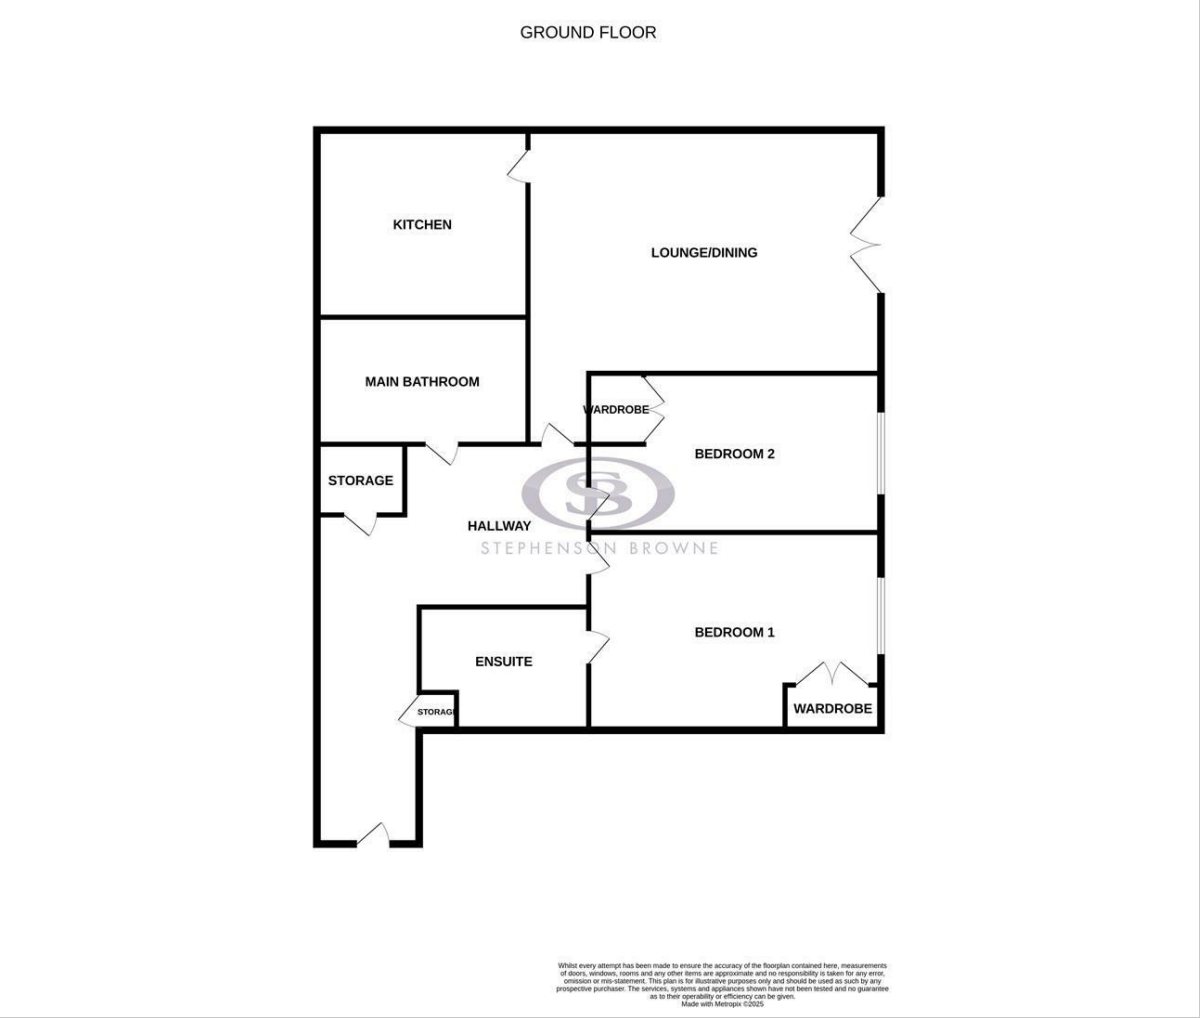 GROUND FLOOR
KITCHEN
LOUNGE/DINING
MAIN BATHROOM
WARDROBE
BEDROOM 2
STORAGE
HALLWAY
SB
STEPHENSON BROWNE
BEDROOM 1
ENSUITE
STORAGE
WARDROBE
Whilst every attempt has been made to ensure the accuracy of the floorplan contained here, measurements
of doors, windows, rooms and any other items are approximate and no responsibility is taken for any error,
omission or mis-statement. This plan is for illustrative purposes only and should be used as such by any
prospective purchaser. The services, systems and appliances shown have not been tested and no guarantee
as to their operability or efficiency can be given.
Made with Metropix ©2025